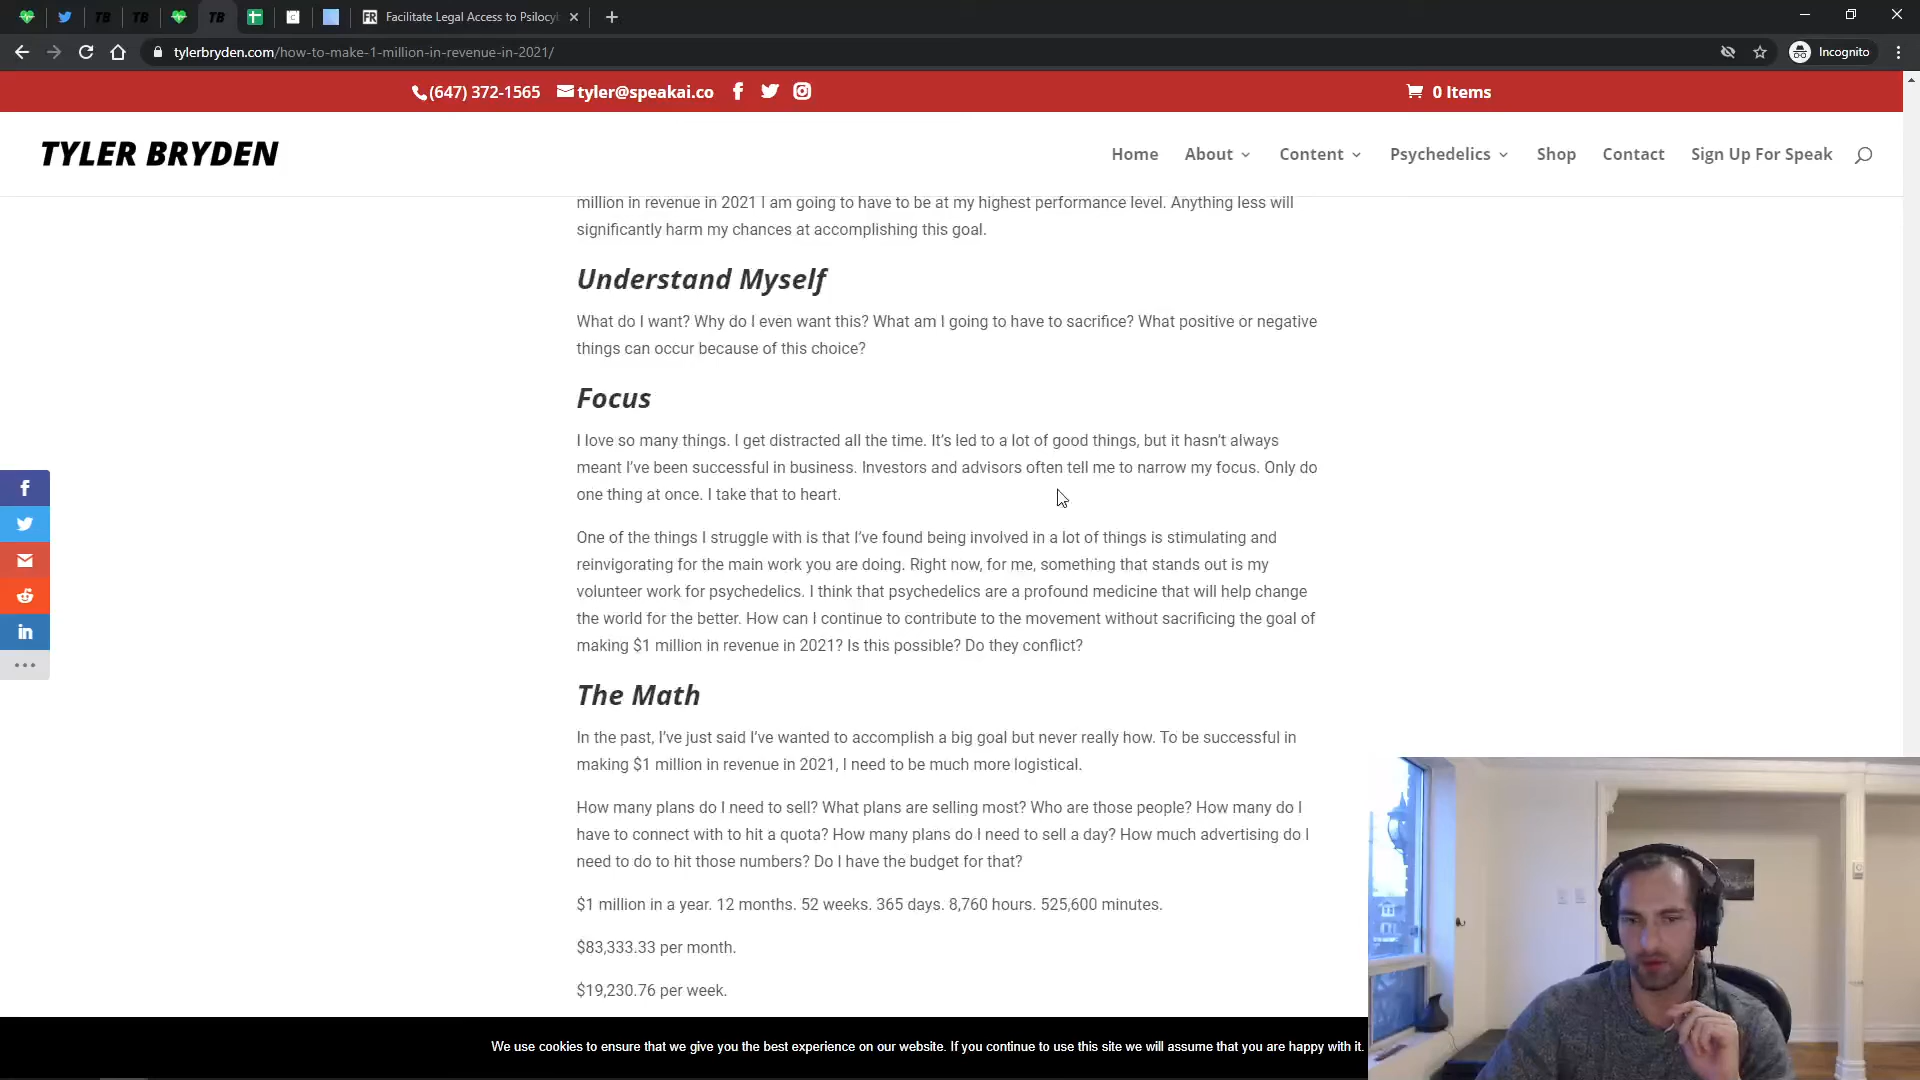 Facilitate Legal Access to Psilocy
tylerbryden.com/how-to-make-1-million-in-revenue-in-2021/
Incognito
(647) 372-1565
tyler@speakai.co
0 Items
TYLER BRYDEN
Home
About
Content
Psychedelics
Shop
Contact
Sign Up For Speak
million in revenue in 2021 I am going to have to be at my highest performance level. Anything less will
significantly harm my chances at accomplishing this goal.
Understand Myself
What do I want? Why do I even want this? What am I going to have to sacrifice? What positive or negative
things can occur because of this choice?
Focus
I love so many things. I get distracted all the time. It’s led to a lot of good things, but it hasn’t always
meant I’ve been successful in business. Investors and advisors often tell me to narrow my focus. Only do
one thing at once. I take that to heart.
One of the things I struggle with is that I’ve found being involved in a lot of things is stimulating and
reinvigorating for the main work you are doing. Right now, for me, something that stands out is my
volunteer work for psychedelics. I think that psychedelics are a profound medicine that will help change
the world for the better. How can I continue to contribute to the movement without sacrificing the goal of
making $1 million in revenue in 2021? Is this possible? Do they conflict?
The Math
In the past, I’ve just said I’ve wanted to accomplish a big goal but never really how. To be successful in
making $1 million in revenue in 2021, I need to be much more logistical.
How many plans do I need to sell? What plans are selling most? Who are those people? How many do I
have to connect with to hit a quota? How many plans do I need to sell a day? How much advertising do I
need to do to hit those numbers? Do I have the budget for that?
$1 million in a year. 12 months. 52 weeks. 365 days. 8,760 hours. 525,600 minutes.
$83,333.33 per month.
$19,230.76 per week.
We use cookies to ensure that we give you the best experience on our website. If you continue to use this site we will assume that you are happy with it.